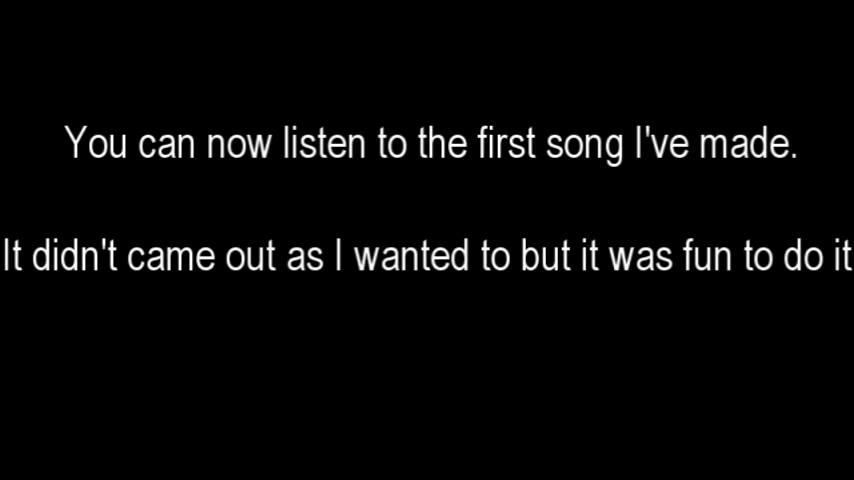 You can now listen to the first song I've made.
It didn't came out as I wanted to but it was fun to do it